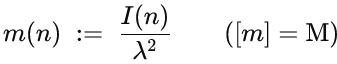 m(n) := I(n)/λ² ([m] = M)